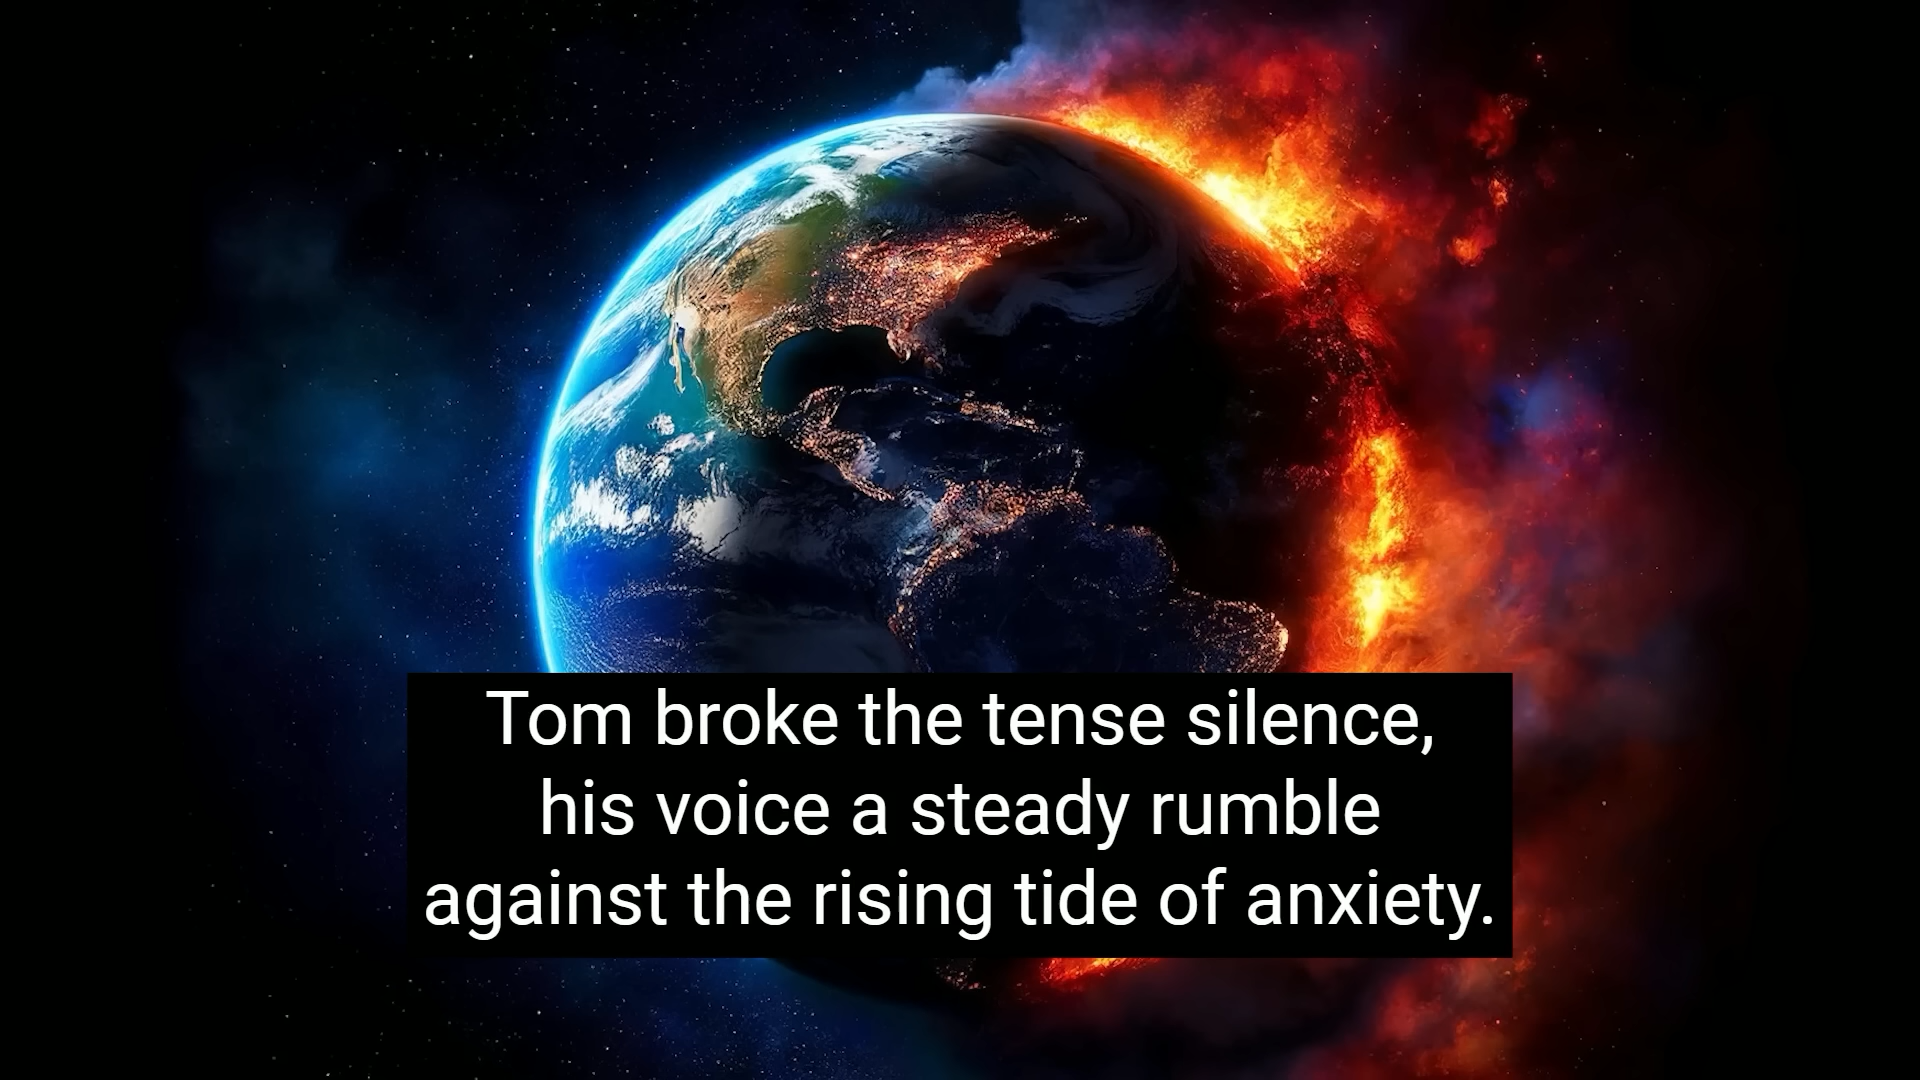 Tom broke the tense silence,
his voice a steady rumble
against the rising tide of anxiety.